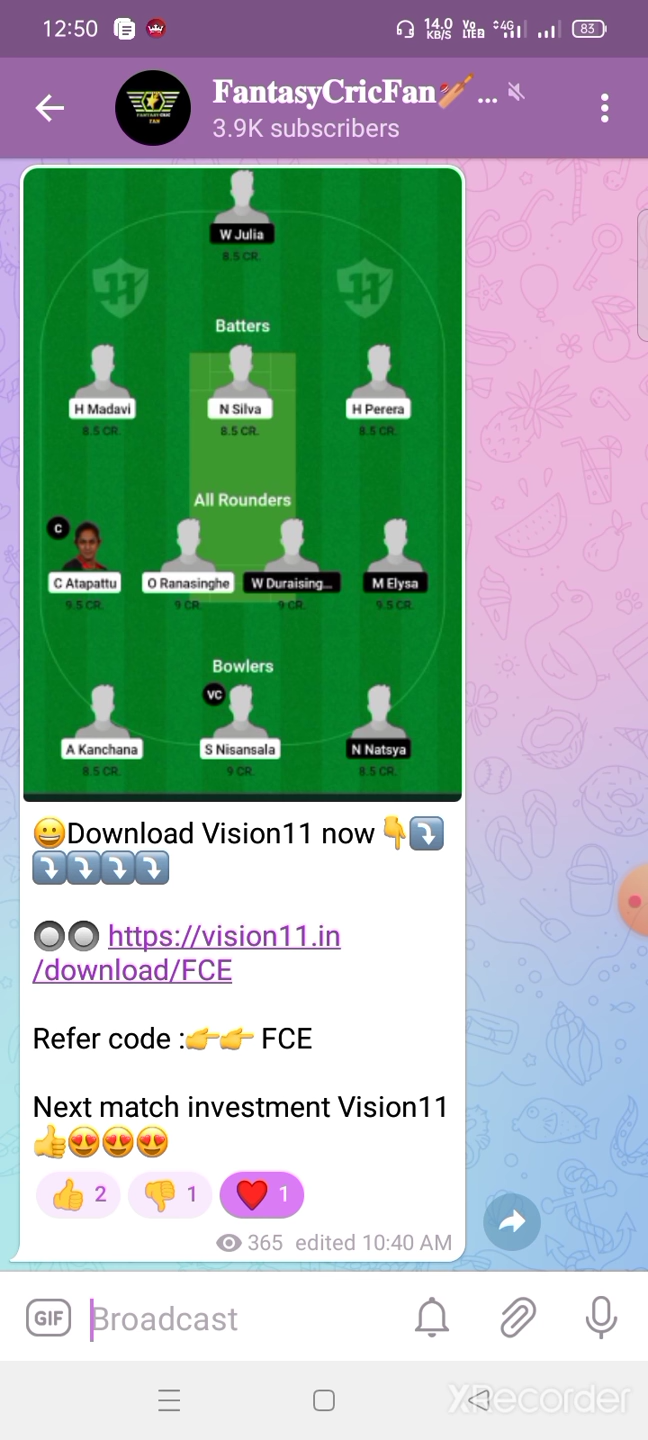 12:50
14.0 KB/S
Vo LTE2
4G
83
FantasyCricFan🏏 ...
3.9K subscribers
W Julia
8.5 CR.
Batters
H Madavi
N Silva
H Perera
8.5 CR.
8.5 CR.
8.5 CR.
All Rounders
C
C Atapattu
O Ranasinghe
W Duraising...
M Elysa
9.5 CR.
9 CR.
9 CR.
9.5 CR.
Bowlers
VC
A Kanchana
S Nisansala
N Natsya
8.5 CR.
9 CR.
8.5 CR.
😀Download Vision11 now 👇⤵️
⤵️⤵️⤵️⤵️
🔘🔘 https://vision11.in
/download/FCE
Refer code :👉👉 FCE
Next match investment Vision11
👍😍😍😍
👍 2
👎 1
❤️ 1
365 edited 10:40 AM
GIF
Broadcast
XRecorder